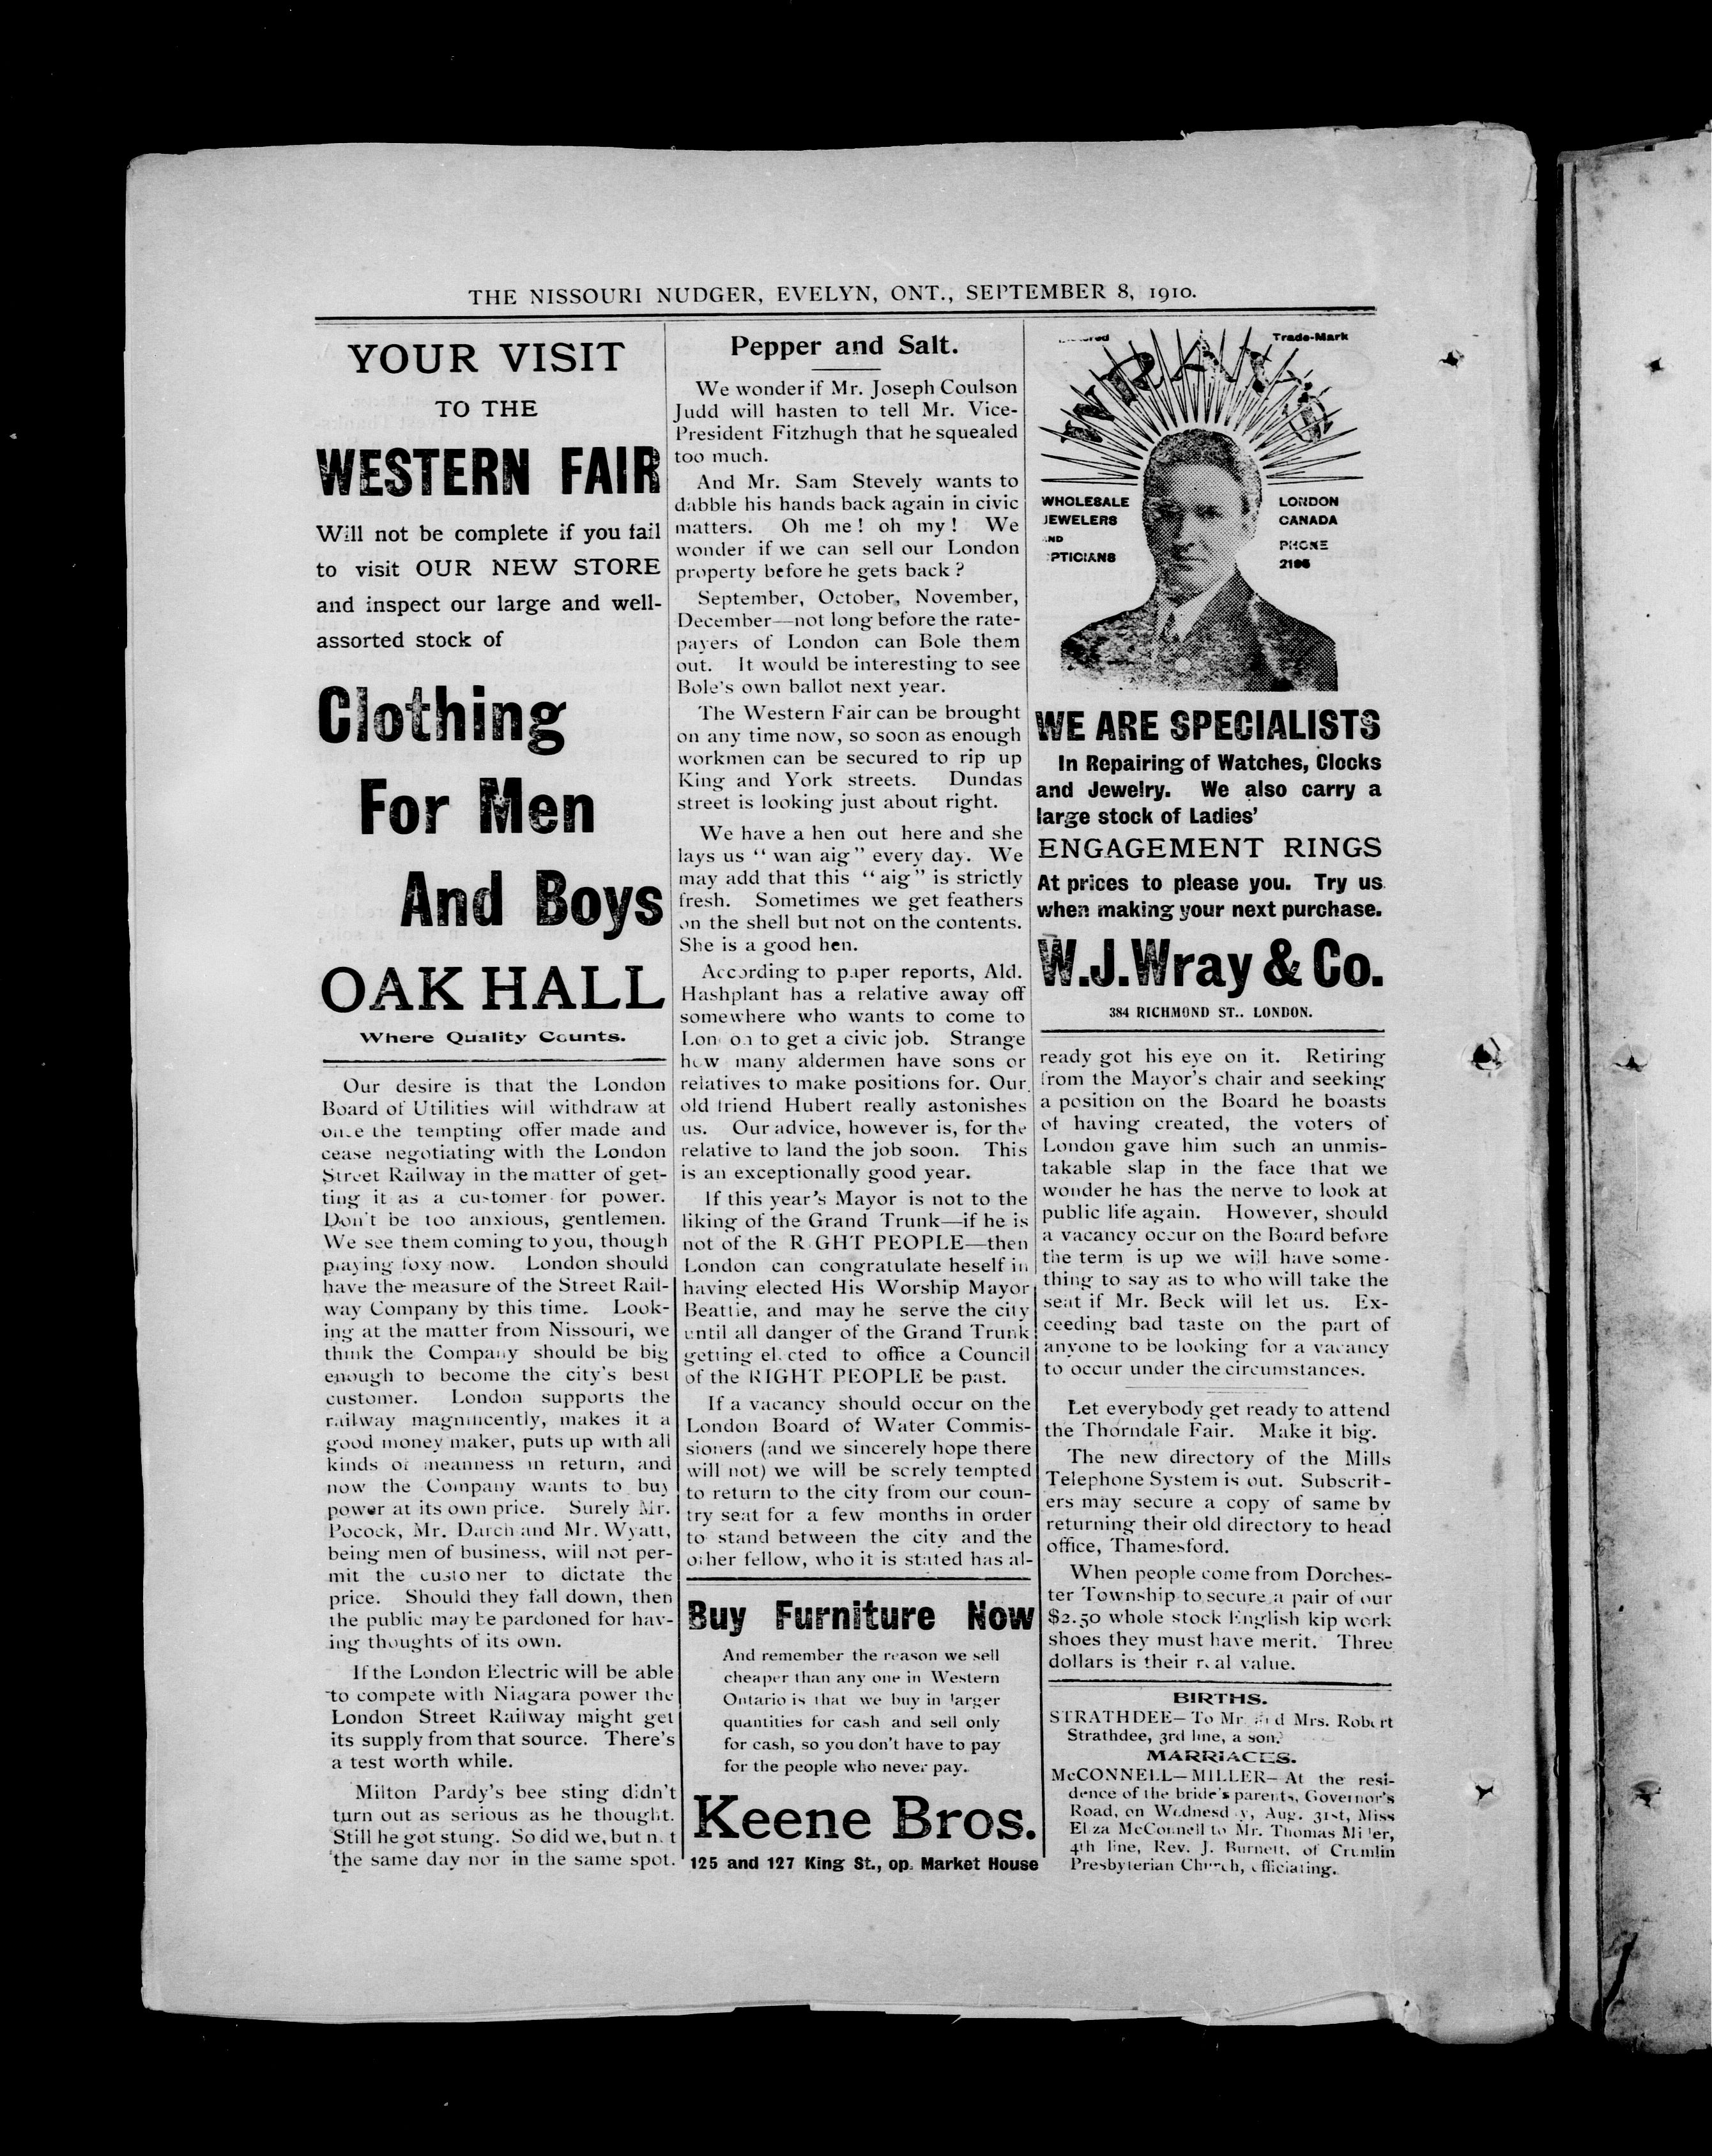 THE NISSOURI NUDGER, EVELYN, ONT., SEPTEMBER 8, 1910.
YOUR VISIT
TO THE
WESTERN FAIR
Will not be complete if you fail
to visit OUR NEW STORE
and inspect our large and well-
assorted stock of
Clothing
For Men
And Boys
OAK HALL
Where Quality Counts.
Our desire is that the London
Board of Utilities will withdraw at
once the tempting offer made and
cease negotiating with the London
Street Railway in the matter of get-
ting it as a customer for power.
Don't be too anxious, gentlemen.
We see them coming to you, though
playing foxy now. London should
have the measure of the Street Rail-
way Company by this time. Look-
ing at the matter from Nissouri, we
think the Company should be big
enough to become the city's best
customer. London supports the
railway magnificently, makes it a
good money maker, puts up with all
kinds of meanness in return, and
now the Company wants to buy
power at its own price. Surely Mr.
Pocock, Mr. Darch and Mr. Wyatt,
being men of business, will not per-
mit the customer to dictate the
price. Should they fall down, then
the public may be pardoned for hav-
ing thoughts of its own.
If the London Electric will be able
to compete with Niagara power the
London Street Railway might get
its supply from that source. There's
a test worth while.
Milton Pardy's bee sting didn't
turn out as serious as he thought.
Still he got stung. So did we, but not
the same day nor in the same spot.
Pepper and Salt.
We wonder if Mr. Joseph Coulson
Judd will hasten to tell Mr. Vice-
President Fitzhugh that he squealed
too much.
And Mr. Sam Stevely wants to
dabble his hands back again in civic
matters. Oh me! oh my! We
wonder if we can sell our London
property before he gets back?
September, October, November,
December—not long before the rate-
payers of London can Bole them
out. It would be interesting to see
Bole's own ballot next year.
The Western Fair can be brought
on any time now, so soon as enough
workmen can be secured to rip up
King and York streets. Dundas
street is looking just about right.
We have a hen out here and she
lays us "wan aig" every day. We
may add that this "aig" is strictly
fresh. Sometimes we get feathers
on the shell but not on the contents.
She is a good hen.
According to paper reports, Ald.
Hashplant has a relative away off
somewhere who wants to come to
London to get a civic job. Strange
how many aldermen have sons or
relatives to make positions for. Our
old friend Hubert really astonishes
us. Our advice, however is, for the
relative to land the job soon. This
is an exceptionally good year.
If this year's Mayor is not to the
liking of the Grand Trunk—if he is
not of the RIGHT PEOPLE—then
London can congratulate heself in
having elected His Worship Mayor
Beattie, and may he serve the city
until all danger of the Grand Trunk
getting elected to office a Council
of the RIGHT PEOPLE be past.
If a vacancy should occur on the
London Board of Water Commis-
sioners (and we sincerely hope there
will not) we will be sorely tempted
to return to the city from our coun-
try seat for a few months in order
to stand between the city and the
other fellow, who it is stated has al-
Buy Furniture Now
And remember the reason we sell
cheaper than any one in Western
Ontario is that we buy in larger
quantities for cash and sell only
for cash, so you don't have to pay
for the people who never pay.
Keene Bros.
125 and 127 King St., op. Market House
Trade-Mark
WRAY'S
WHOLESALE
JEWELERS
AND
OPTICIANS
LONDON
CANADA
PHONE
WE ARE SPECIALISTS
In Repairing of Watches, Clocks
and Jewelry. We also carry a
large stock of Ladies'
ENGAGEMENT RINGS
At prices to please you. Try us
when making your next purchase.
W.J.Wray & Co.
384 RICHMOND ST.. LONDON.
ready got his eye on it. Retiring
from the Mayor's chair and seeking
a position on the Board he boasts
of having created, the voters of
London gave him such an unmis-
takable slap in the face that we
wonder he has the nerve to look at
public life again. However, should
a vacancy occur on the Board before
the term is up we will have some-
thing to say as to who will take the
seat if Mr. Beck will let us. Ex-
ceeding bad taste on the part of
anyone to be looking for a vacancy
to occur under the circumstances.
Let everybody get ready to attend
the Thorndale Fair. Make it big.
The new directory of the Mills
Telephone System is out. Subscrib-
ers may secure a copy of same by
returning their old directory to head
office, Thamesford.
When people come from Dorches-
ter Township to secure a pair of our
$2.50 whole stock English kip work
shoes they must have merit. Three
dollars is their real value.
BIRTHS.
STRATHDEE—To Mr. and Mrs. Robert
Strathdee, 3rd line, a son.
MARRIAGES.
McCONNELL—MILLER—At the resi-
dence of the bride's parents, Governor's
Road, on Wednesday, Aug. 31st, Miss
Eliza McConnell to Mr. Thomas Miller,
4th line, Rev. J. Burnett, of Crumlin
Presbyterian Church, officiating.